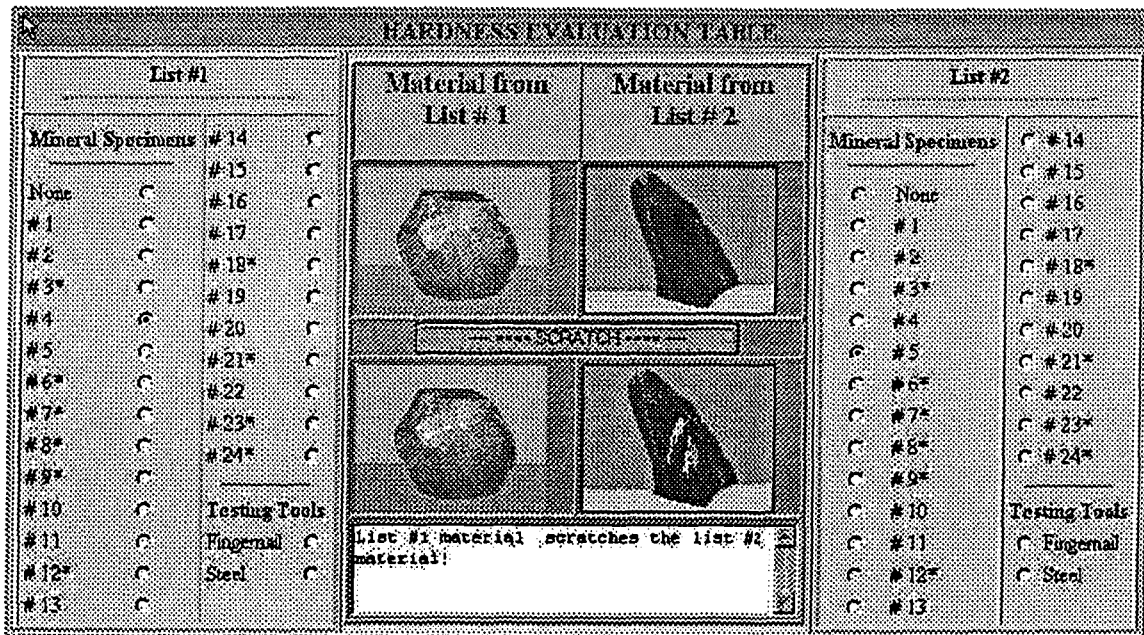 HARDNESS EVALUATION TABLE
List #1
Mineral Specimens
None
#1
#2
#3*
#4
#5
#6*
#7*
#8*
#9*
#10
#11
#12*
#13
#14
#15
#16
#17
#18*
#19
#20
#21*
#22
#23*
#24*
Testing Tools
Fingernail
Steel
Material from
List # 1
Material from
List # 2
--- ---- SCRATCH ---- ---
List #1 material scratches the list #2
material!
List #2
Mineral Specimens
None
#1
#2
#3*
#4
#5
#6*
#7*
#8*
#9*
#10
#11
#12*
#13
#14
#15
#16
#17
#18*
#19
#20
#21*
#22
#23*
#24*
Testing Tools
Fingernail
Steel